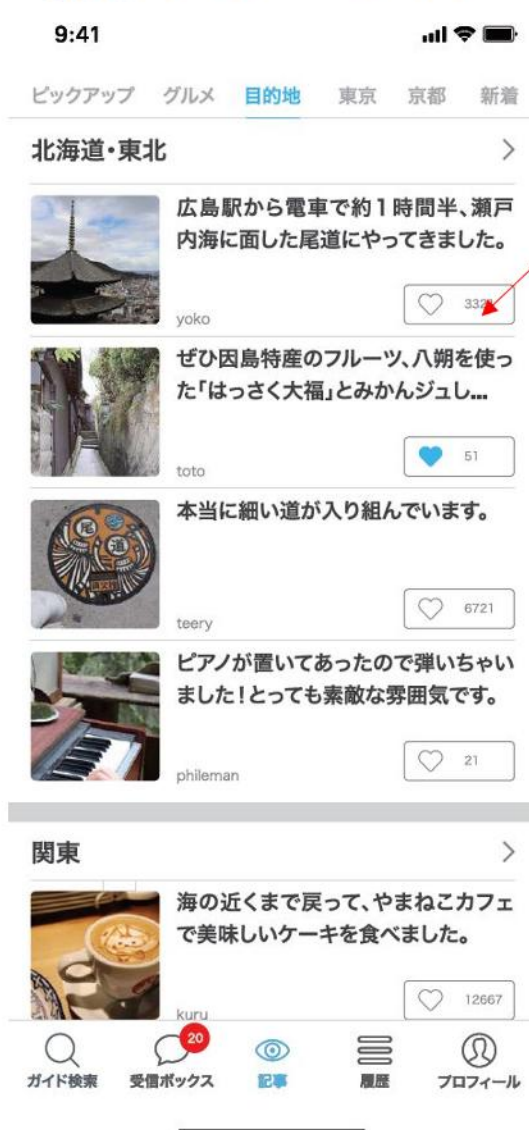 9:41
ピックアップ グルメ 目的地 東京 京都 新着
北海道・東北
広島駅から電車で約1時間半、瀬戸
内海に面した尾道にやってきました。
yoko
ぜひ因島特産のフルーツ、八朔を使っ
た「はっさく大福」とみかんジュし...
toto 51
尾
道
本当に細い道が入り組んでいます。
teery 6721
ピアノが置いてあったので弾いちゃい
ました!とっても素敵な雰囲気です。
phileman 21
関東
海の近くまで戻って、やまねこカフェ
で美味しいケーキを食べました。
kuru 12667
20
ガイド検索 受信ボックス 記事 履歴 プロフィール